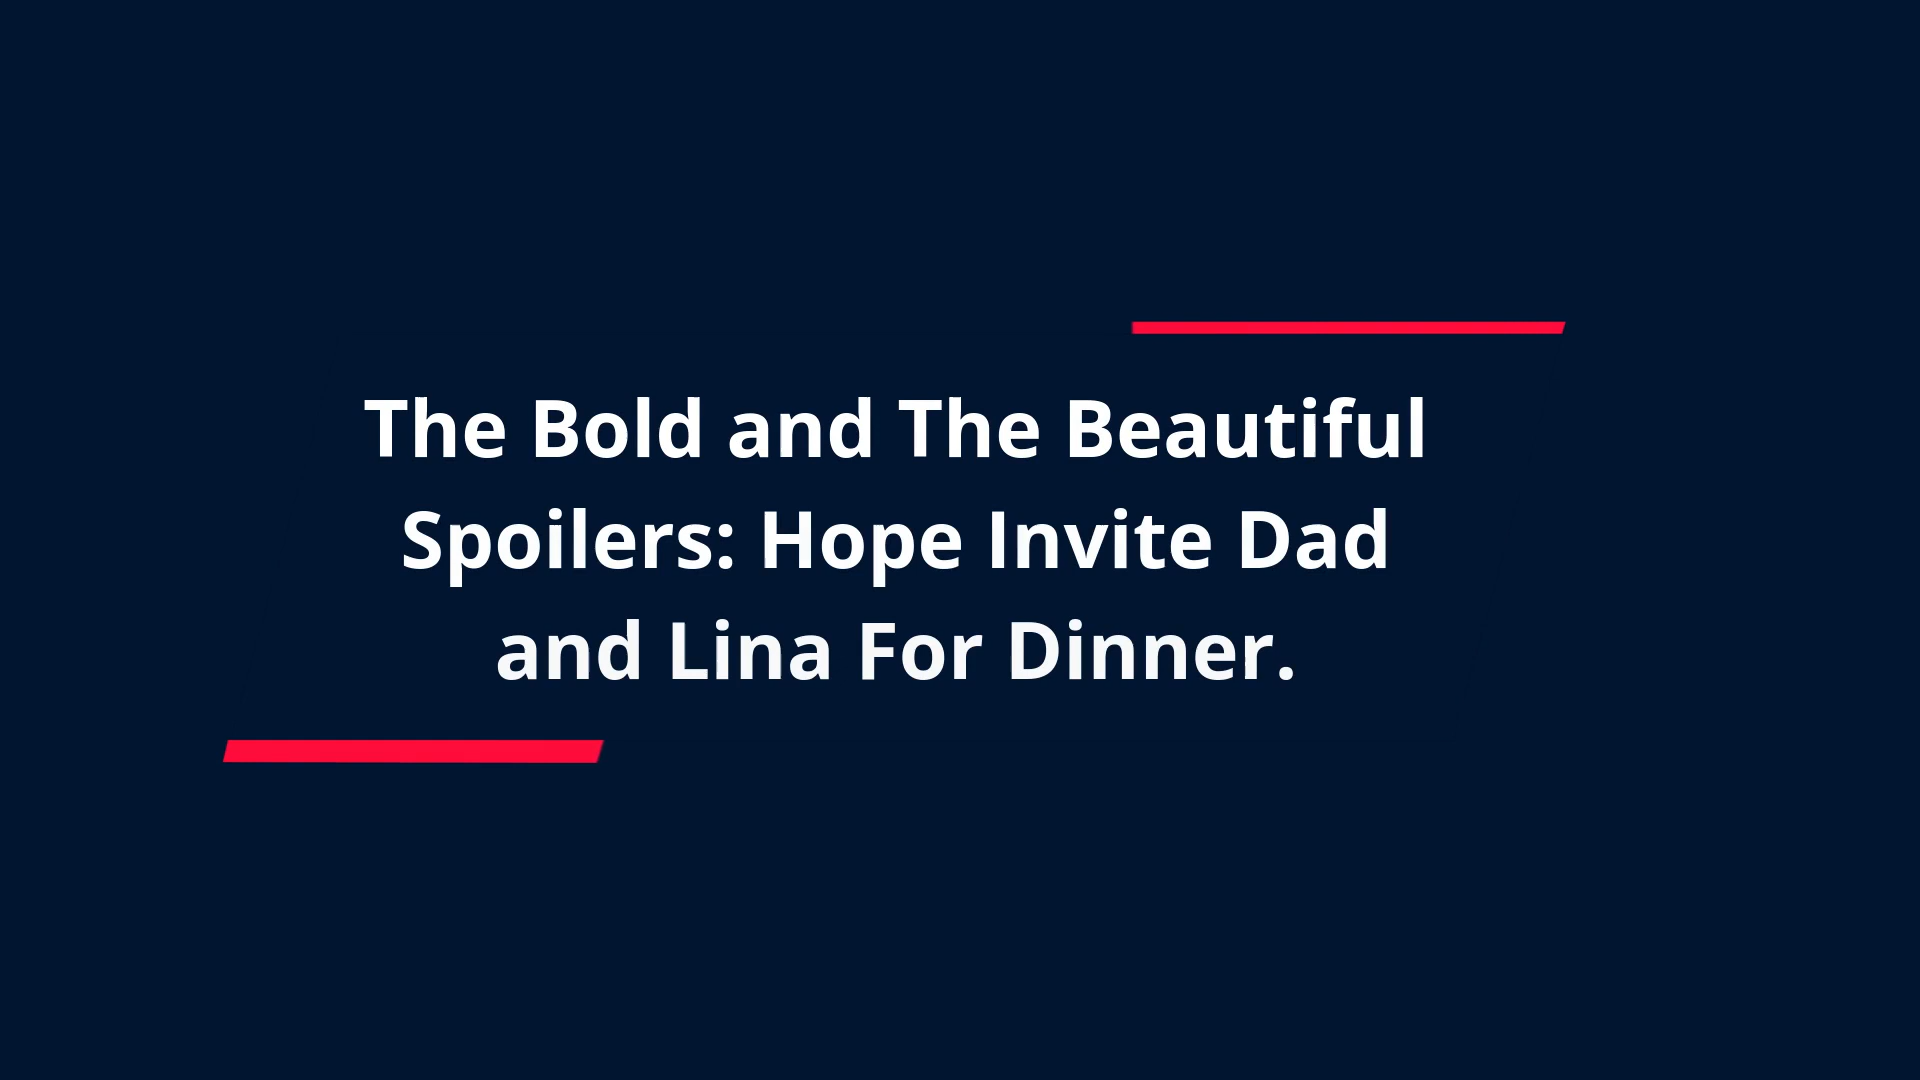 The Bold and The Beautiful
Spoilers: Hope Invite Dad
and Lina For Dinner.